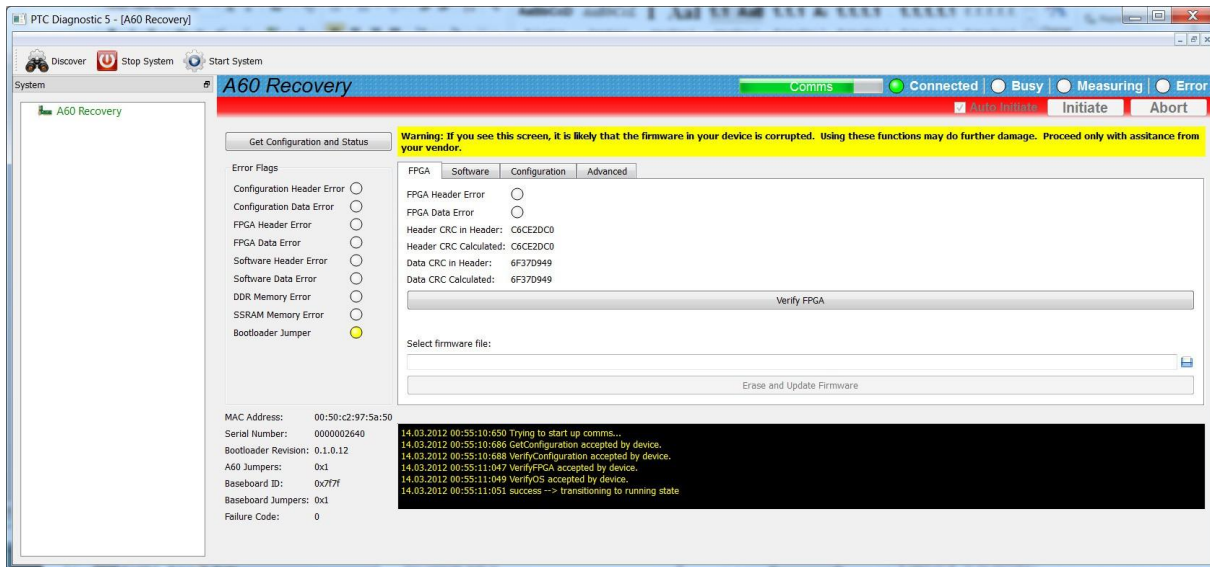 PTC Diagnostic 5 - [A60 Recovery]
Discover Stop System Start System
System
A60 Recovery
A60 Recovery
Comms Connected Busy Measuring Error
Auto Initiate Initiate Abort
Get Configuration and Status
Warning: If you see this screen, it is likely that the firmware in your device is corrupted. Using these functions may do further damage. Proceed only with assitance from
your vendor.
Error Flags
Configuration Header Error
Configuration Data Error
FPGA Header Error
FPGA Data Error
Software Header Error
Software Data Error
DDR Memory Error
SSRAM Memory Error
Bootloader Jumper
FPGA Software Configuration Advanced
FPGA Header Error
FPGA Data Error
Header CRC in Header: C6CE2DC0
Header CRC Calculated: C6CE2DC0
Data CRC in Header: 6F37D949
Data CRC Calculated: 6F37D949
Verify FPGA
Select firmware file:
Erase and Update Firmware
MAC Address: 00:50:c2:97:5a:50
Serial Number: 0000002640
Bootloader Revision: 0.1.0.12
A60 Jumpers: 0x1
Baseboard ID: 0x7f7f
Baseboard Jumpers: 0x1
Failure Code: 0
14.03.2012 00:55:10:650 Trying to start up comms...
14.03.2012 00:55:10:686 GetConfiguration accepted by device.
14.03.2012 00:55:10:688 VerifyConfiguration accepted by device.
14.03.2012 00:55:11:047 VerifyFPGA accepted by device.
14.03.2012 00:55:11:049 VerifyOS accepted by device.
14.03.2012 00:55:11:051 success --> transitioning to running state